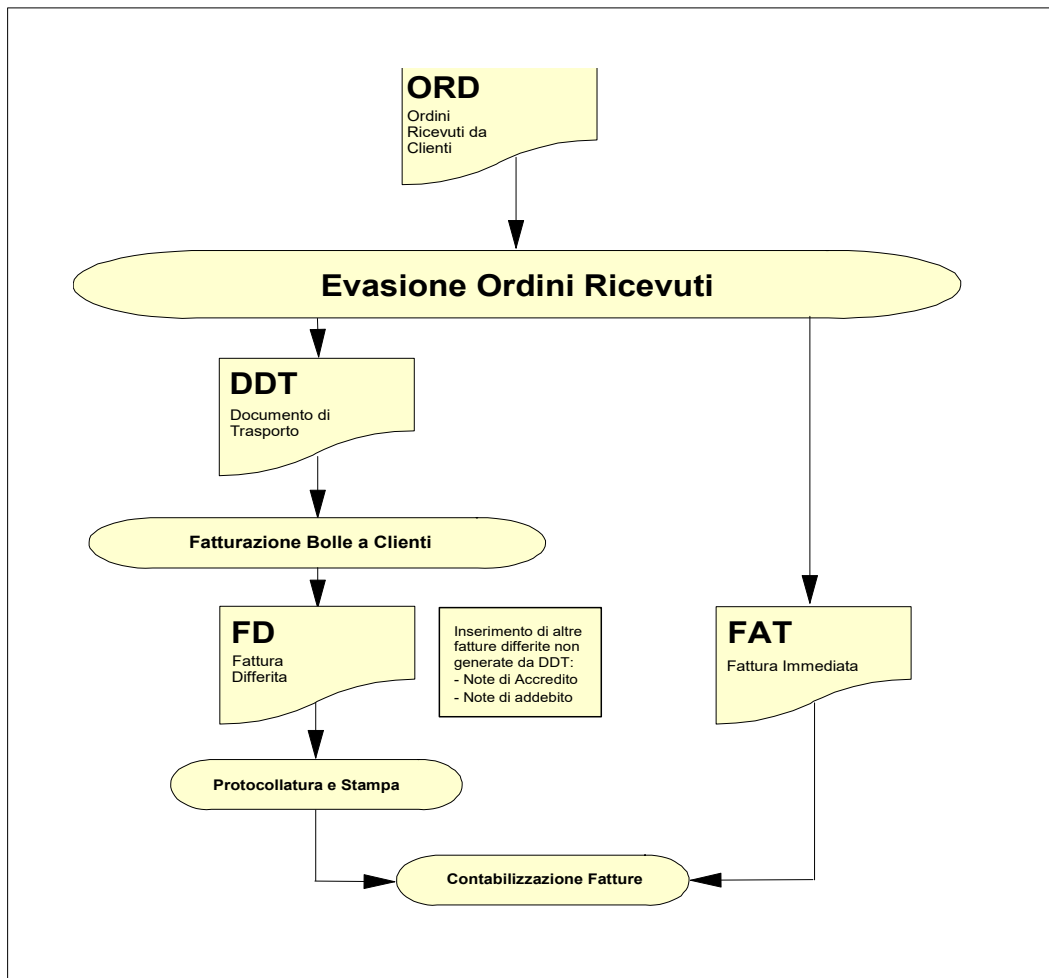 ORD
Ordini
Ricevuti da
Clienti
Evasione Ordini Ricevuti
DDT
Documento di
Trasporto
Fatturazione Bolle a Clienti
FD
Fattura
Differita
Inserimento di altre
fatture differite non
generate da DDT:
- Note di Accredito
- Note di addebito
FAT
Fattura Immediata
Protocollatura e Stampa
Contabilizzazione Fatture